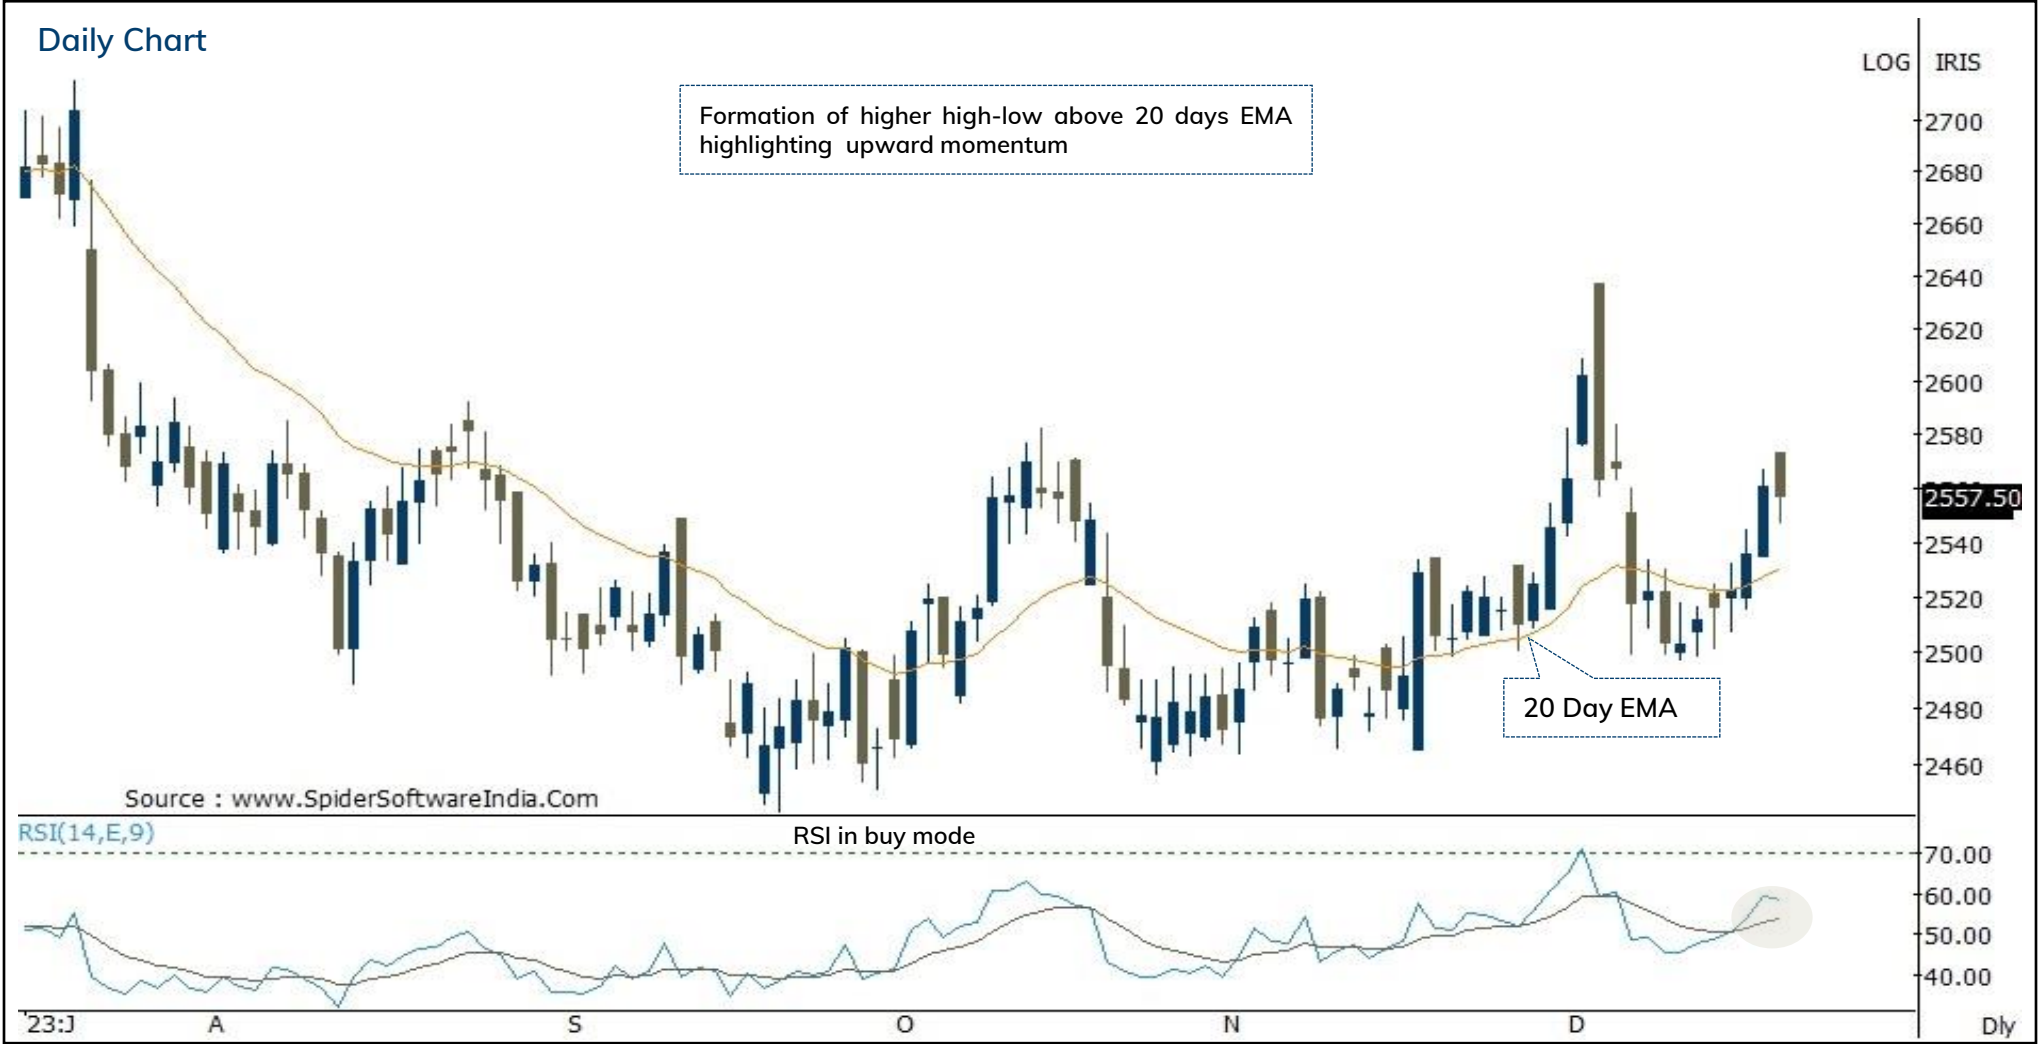 Daily Chart
LOG
IRIS
Formation of higher high-low above 20 days EMA
highlighting upward momentum
2700
2680
2660
2640
2620
2600
2580
2557.50
2540
2520
2500
2480
2460
20 Day EMA
Source : www.SpiderSoftwareIndia.Com
RSI(14,E,9)
RSI in buy mode
70.00
60.00
50.00
40.00
'23:J
A
S
O
N
D
Dly